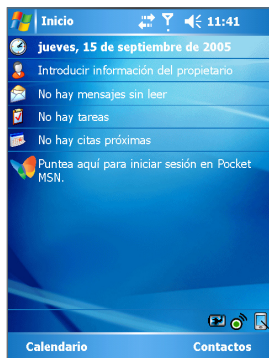 Inicio 11:41
jueves, 15 de septiembre de 2005
Introducir información del propietario
No hay mensajes sin leer
No hay tareas
No hay citas próximas
Puntea aquí para iniciar sesión en Pocket
MSN.
Calendario Contactos